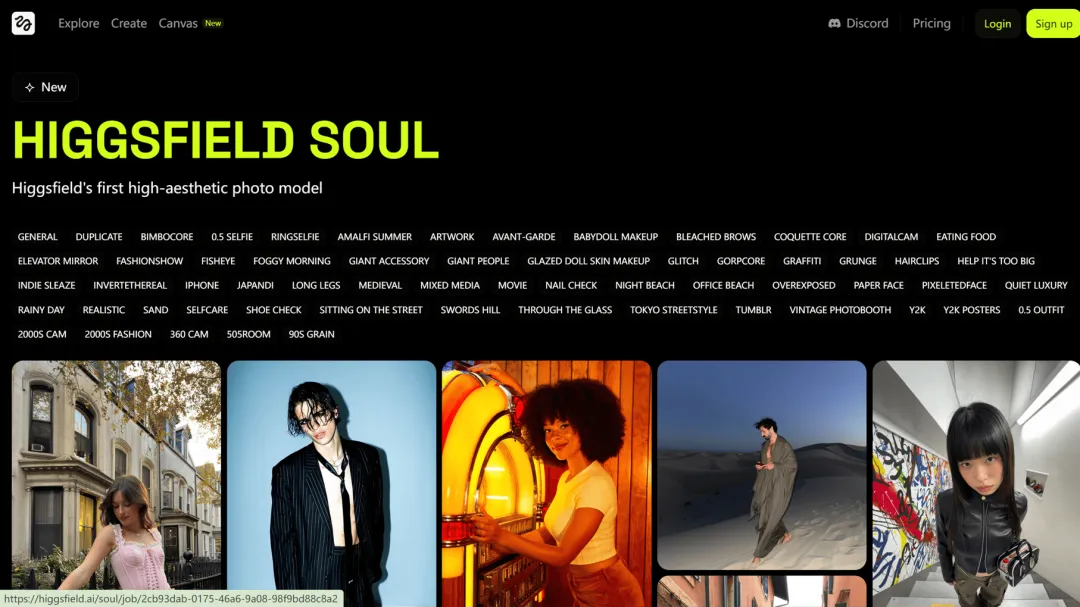 Explore Create Canvas New Discord Pricing Login Sign up
New
HIGGSFIELD SOUL
Higgsfield's first high-aesthetic photo model
GENERAL DUPLICATE BIMBOCORE 0.5 SELFIE RINGSELFIE AMALFI SUMMER ARTWORK AVANT-GARDE BABYDOLL MAKEUP BLEACHED BROWS COQUETTE CORE DIGITALCAM EATING FOOD
ELEVATOR MIRROR FASHIONSHOW FISHEYE FOGGY MORNING GIANT ACCESSORY GIANT PEOPLE GLAZED DOLL SKIN MAKEUP GLITCH GORPCORE GRAFFITI GRUNGE HAIRCLIPS HELP IT'S TOO BIG
INDIE SLEAZE INVERTETHEREAL IPHONE JAPANDI LONG LEGS MEDIEVAL MIXED MEDIA MOVIE NAIL CHECK NIGHT BEACH OFFICE BEACH OVEREXPOSED PAPER FACE PIXELETEDFACE QUIET LUXURY
RAINY DAY REALISTIC SAND SELFCARE SHOE CHECK SITTING ON THE STREET SWORDS HILL THROUGH THE GLASS TOKYO STREETSTYLE TUMBLR VINTAGE PHOTOBOOTH Y2K Y2K POSTERS 0.5 OUTFIT
2000S CAM 2000S FASHION 360 CAM 505ROOM 90S GRAIN
https://higgsfield.ai/soul/job/2cb93dab-0175-46a6-9a08-98f9bd88c8a2